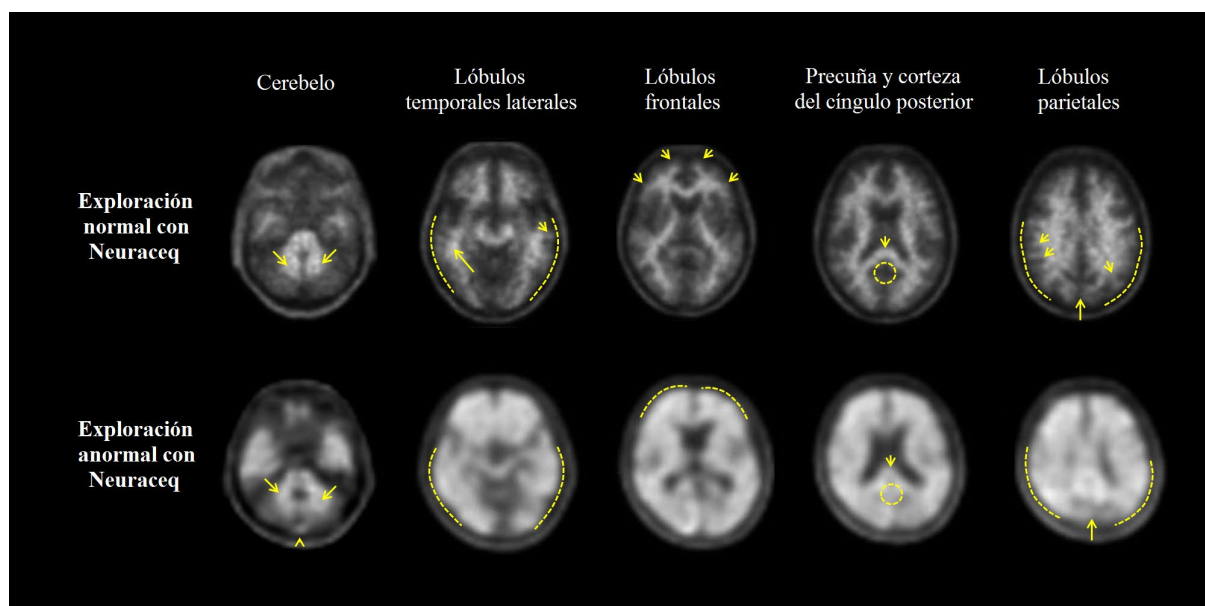 Cerebelo
Lóbulos
temporales laterales
Lóbulos
frontales
Precuña y corteza
del cíngulo posterior
Lóbulos
parietales
Exploración
normal con
Neuraceq
Exploración
anormal con
Neuraceq